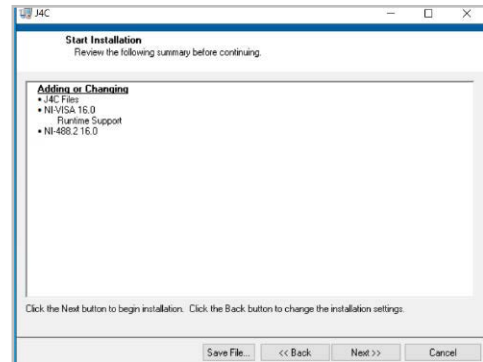 J4C
Start Installation
Review the following summary before continuing.
Adding or Changing
• J4C Files
• NI-VISA 16.0
Runtime Support
• NI-488.2 16.0
Click the Next button to begin installation. Click the Back button to change the installation settings.
Save File... << Back Next >> Cancel